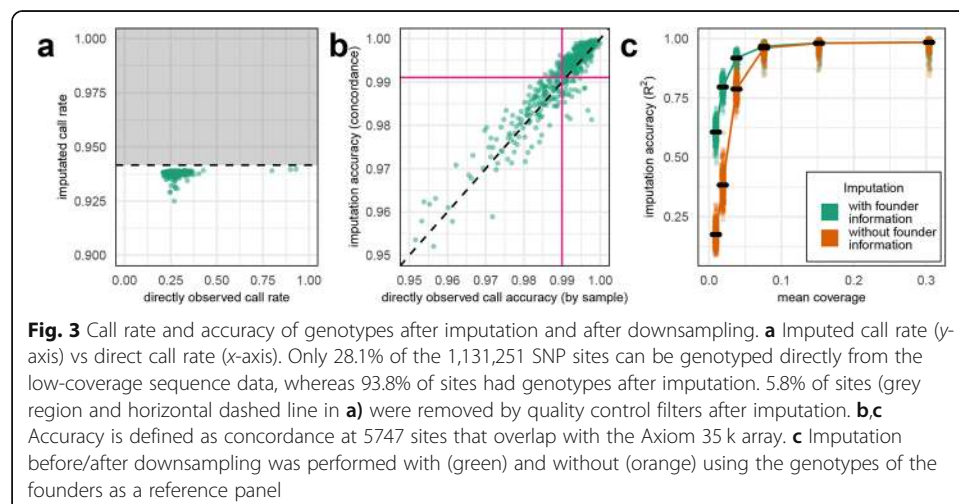 a
1.000
0.975
0.950
0.925
0.900
imputated call rate
0.00 0.25 0.50 0.75 1.00
directly observed call rate
b
1.00
0.99
0.98
0.97
0.96
0.95
imputation accuracy (concordance)
0.95 0.96 0.97 0.98 0.99 1.00
directly observed call accuracy (by sample)
c
1.00
0.75
0.50
0.25
imputation accuracy (R²)
0.0 0.1 0.2 0.3
mean coverage
Imputation
with founder
information
without founder
information
Fig. 3 Call rate and accuracy of genotypes after imputation and after downsampling. a Imputed call rate (y-
axis) vs direct call rate (x-axis). Only 28.1% of the 1,131,251 SNP sites can be genotyped directly from the
low-coverage sequence data, whereas 93.8% of sites had genotypes after imputation. 5.8% of sites (grey
region and horizontal dashed line in a) were removed by quality control filters after imputation. b,c
Accuracy is defined as concordance at 5747 sites that overlap with the Axiom 35 k array. c Imputation
before/after downsampling was performed with (green) and without (orange) using the genotypes of the
founders as a reference panel